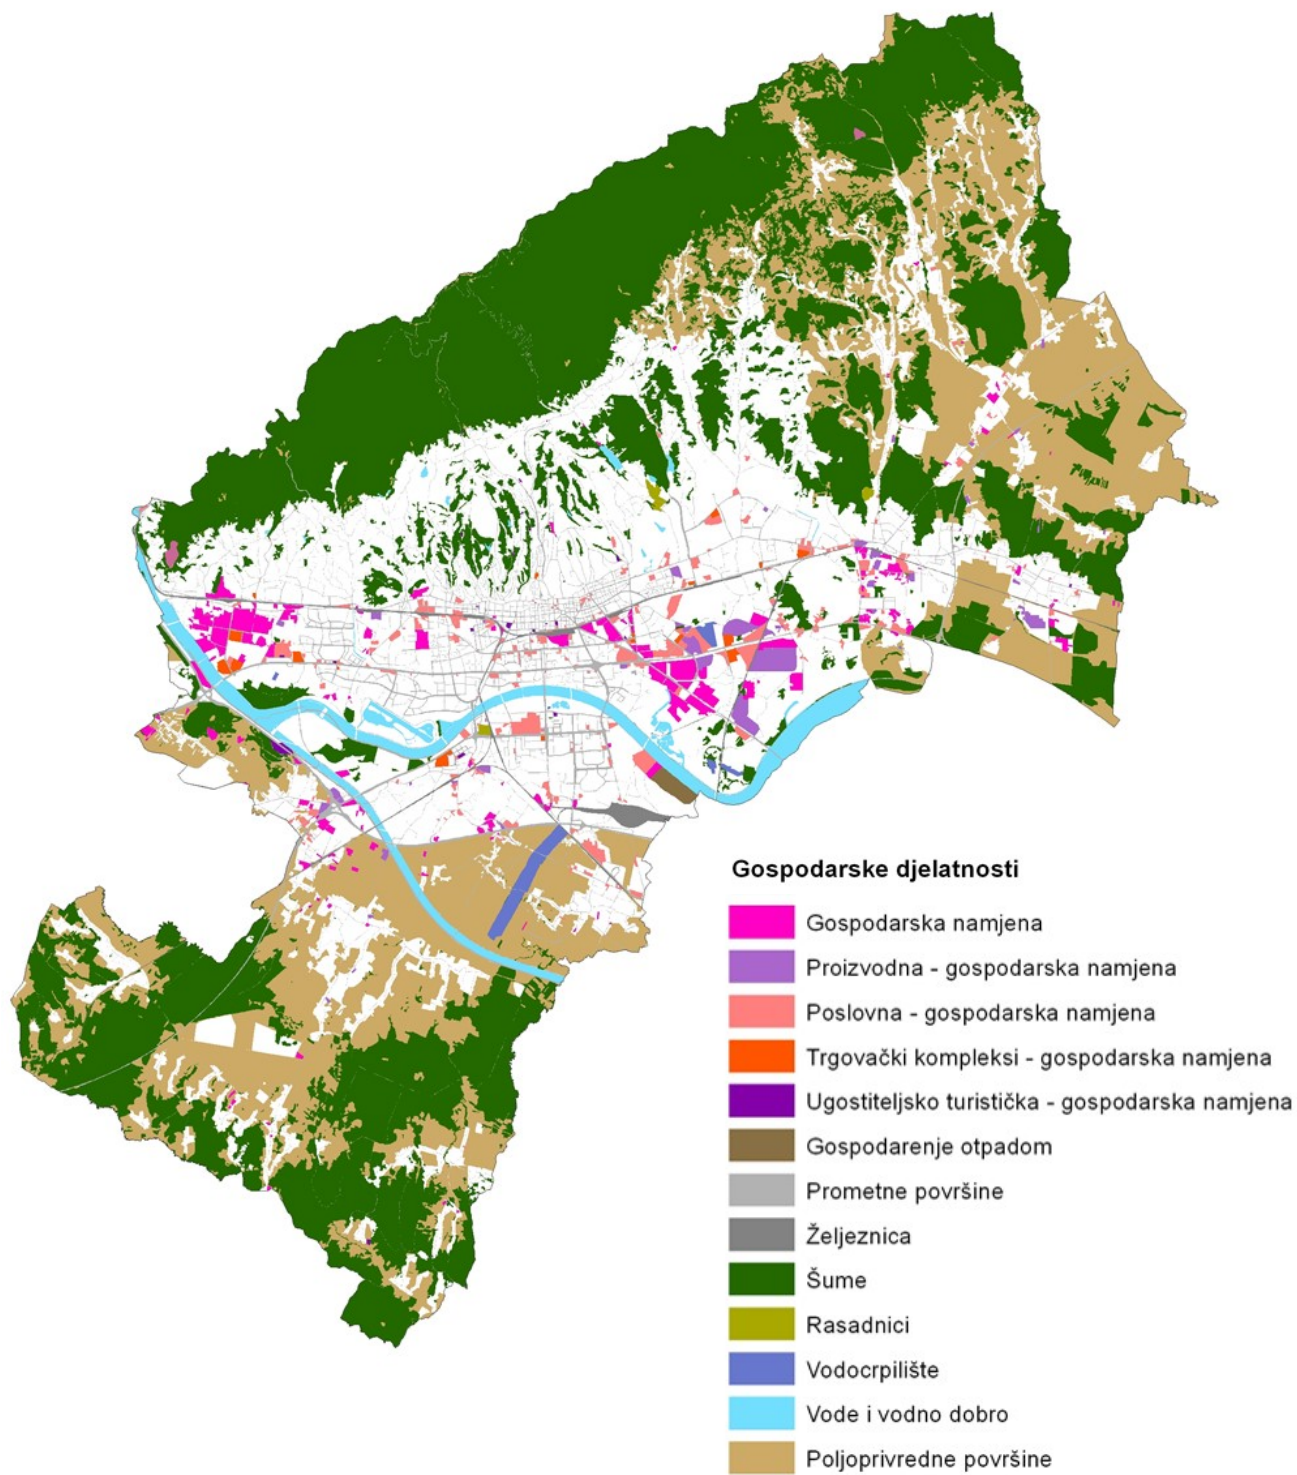 Gospodarske djelatnosti
Gospodarska namjena
Proizvodna - gospodarska namjena
Poslovna - gospodarska namjena
Trgovački kompleksi - gospodarska namjena
Ugostiteljsko turistička - gospodarska namjena
Gospodarenje otpadom
Prometne površine
Željeznica
Šume
Rasadnici
Vodocrpilište
Vode i vodno dobro
Poljoprivredne površine